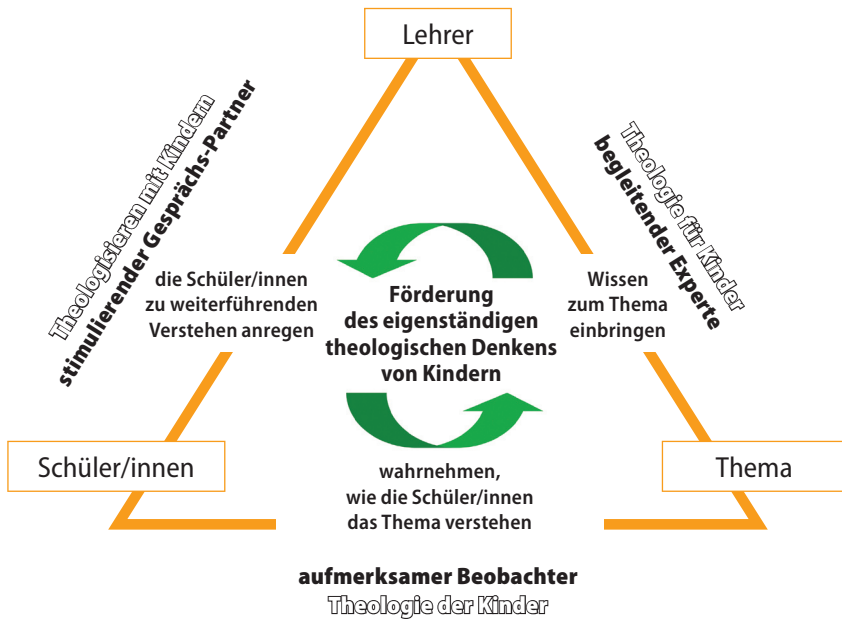 Lehrer
Theologisieren mit Kindern
stimulierender Gesprächs-Partner
Theologie für Kinder
begleitender Experte
die Schüler/innen
zu weiterführenden
Verstehen anregen
Förderung
des eigenständigen
theologischen Denkens
von Kindern
Wissen
zum Thema
einbringen
Schüler/innen
Thema
wahrnehmen,
wie die Schüler/innen
das Thema verstehen
aufmerksamer Beobachter
Theologie der Kinder